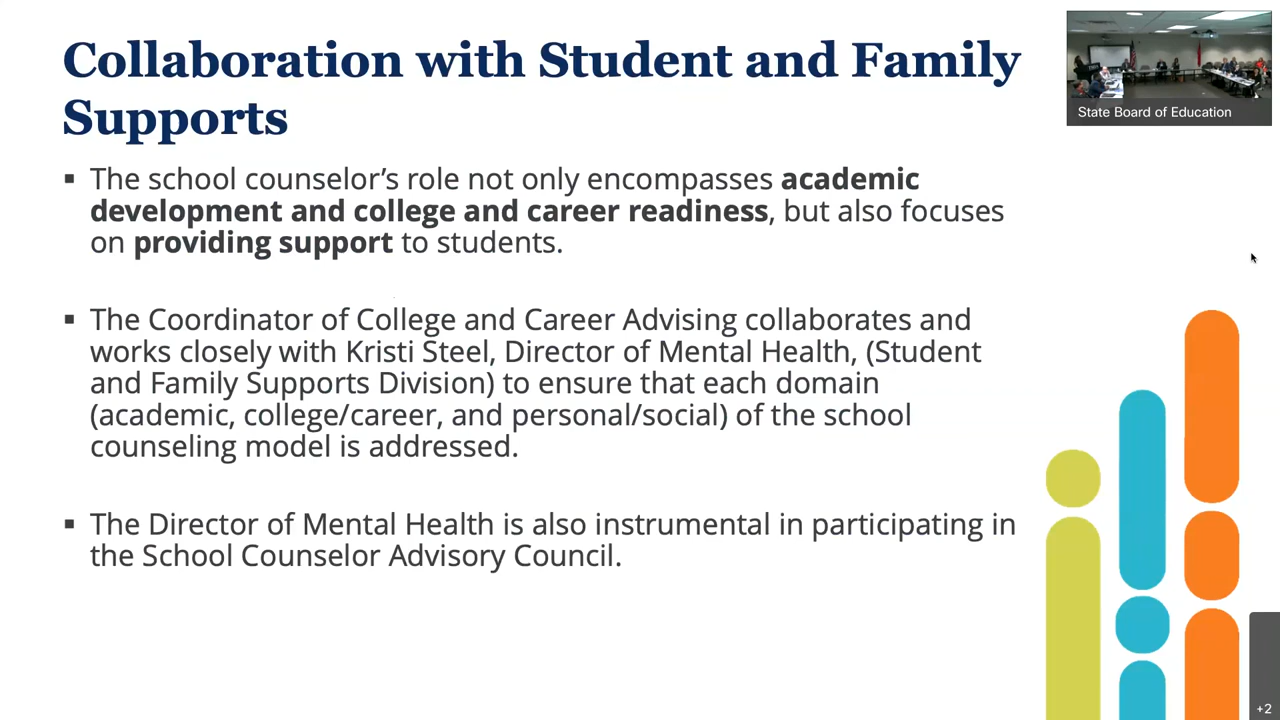 Collaboration with Student and Family
Supports
State Board of Education
▪ The school counselor’s role not only encompasses academic
development and college and career readiness, but also focuses
on providing support to students.
▪ The Coordinator of College and Career Advising collaborates and
works closely with Kristi Steel, Director of Mental Health, (Student
and Family Supports Division) to ensure that each domain
(academic, college/career, and personal/social) of the school
counseling model is addressed.
▪ The Director of Mental Health is also instrumental in participating in
the School Counselor Advisory Council.
+2